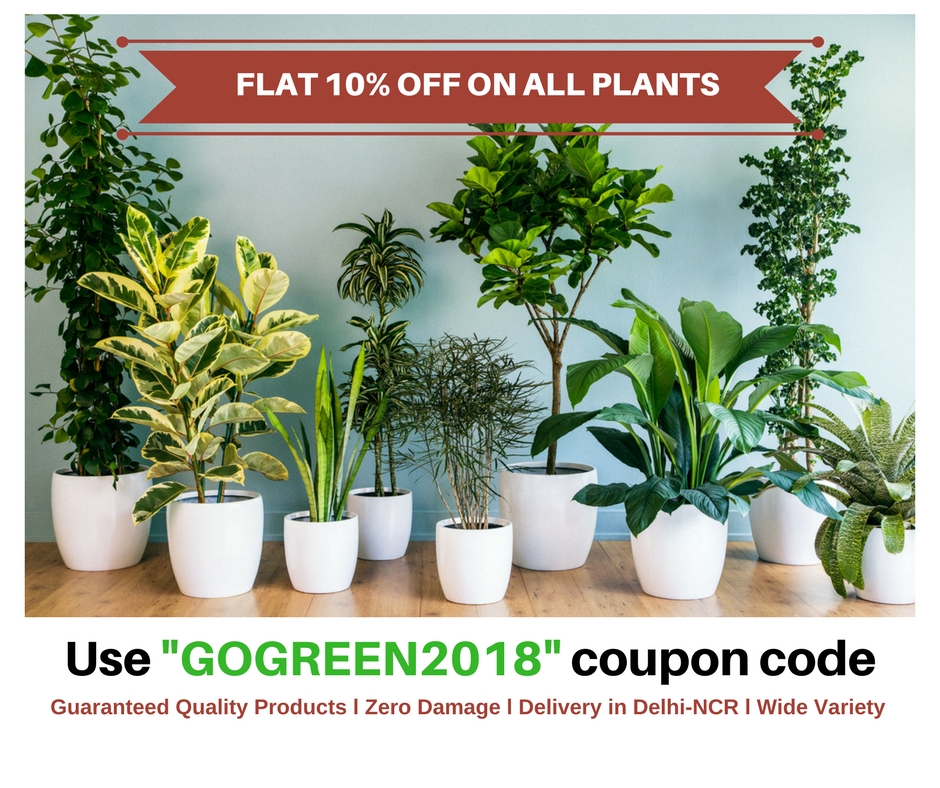 FLAT 10% OFF ON ALL PLANTS
Use "GOGREEN2018" coupon code
Guaranteed Quality Products l Zero Damage l Delivery in Delhi-NCR l Wide Variety